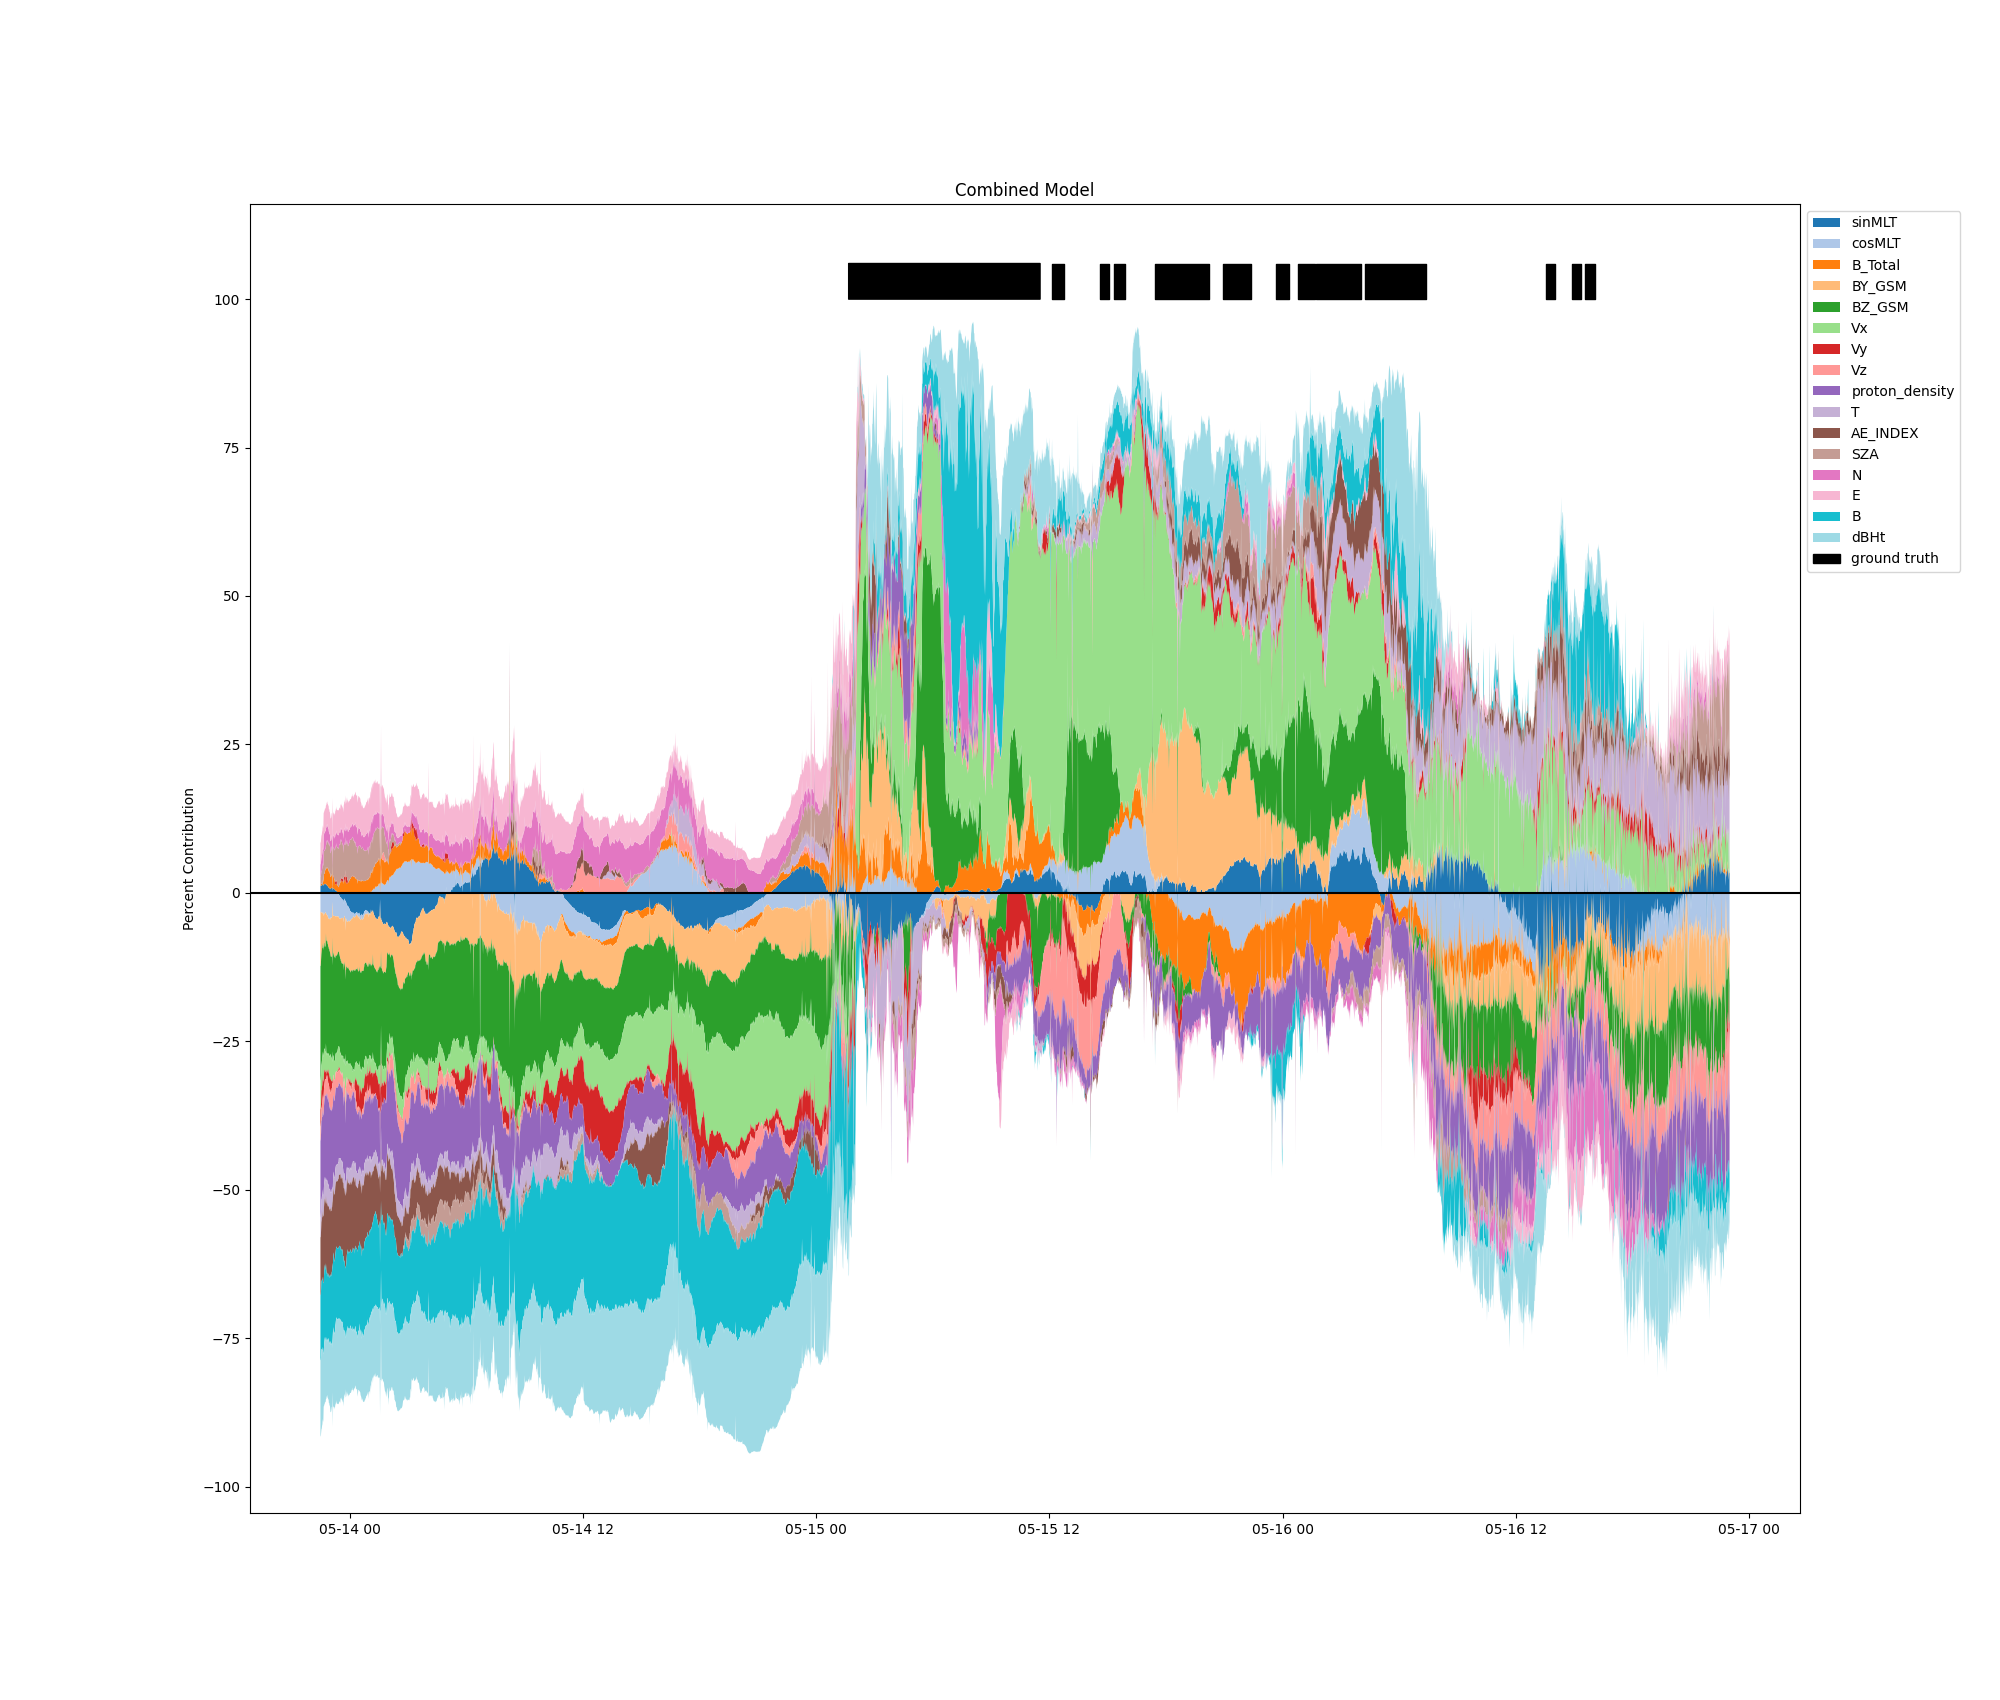 Combined Model
Percent Contribution
100
75
50
25
0
−25
−50
−75
−100
05-14 00
05-14 12
05-15 00
05-15 12
05-16 00
05-16 12
05-17 00
sinMLT
cosMLT
B_Total
BY_GSM
BZ_GSM
Vx
Vy
Vz
proton_density
T
AE_INDEX
SZA
N
E
B
dBHt
ground truth